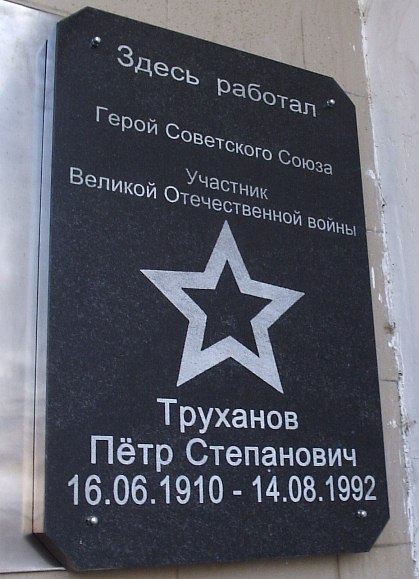 Здесь работал
Герой Советского Союза
Участник
Великой Отечественной войны
Труханов
Пётр Степанович
16.06.1910 - 14.08.1992